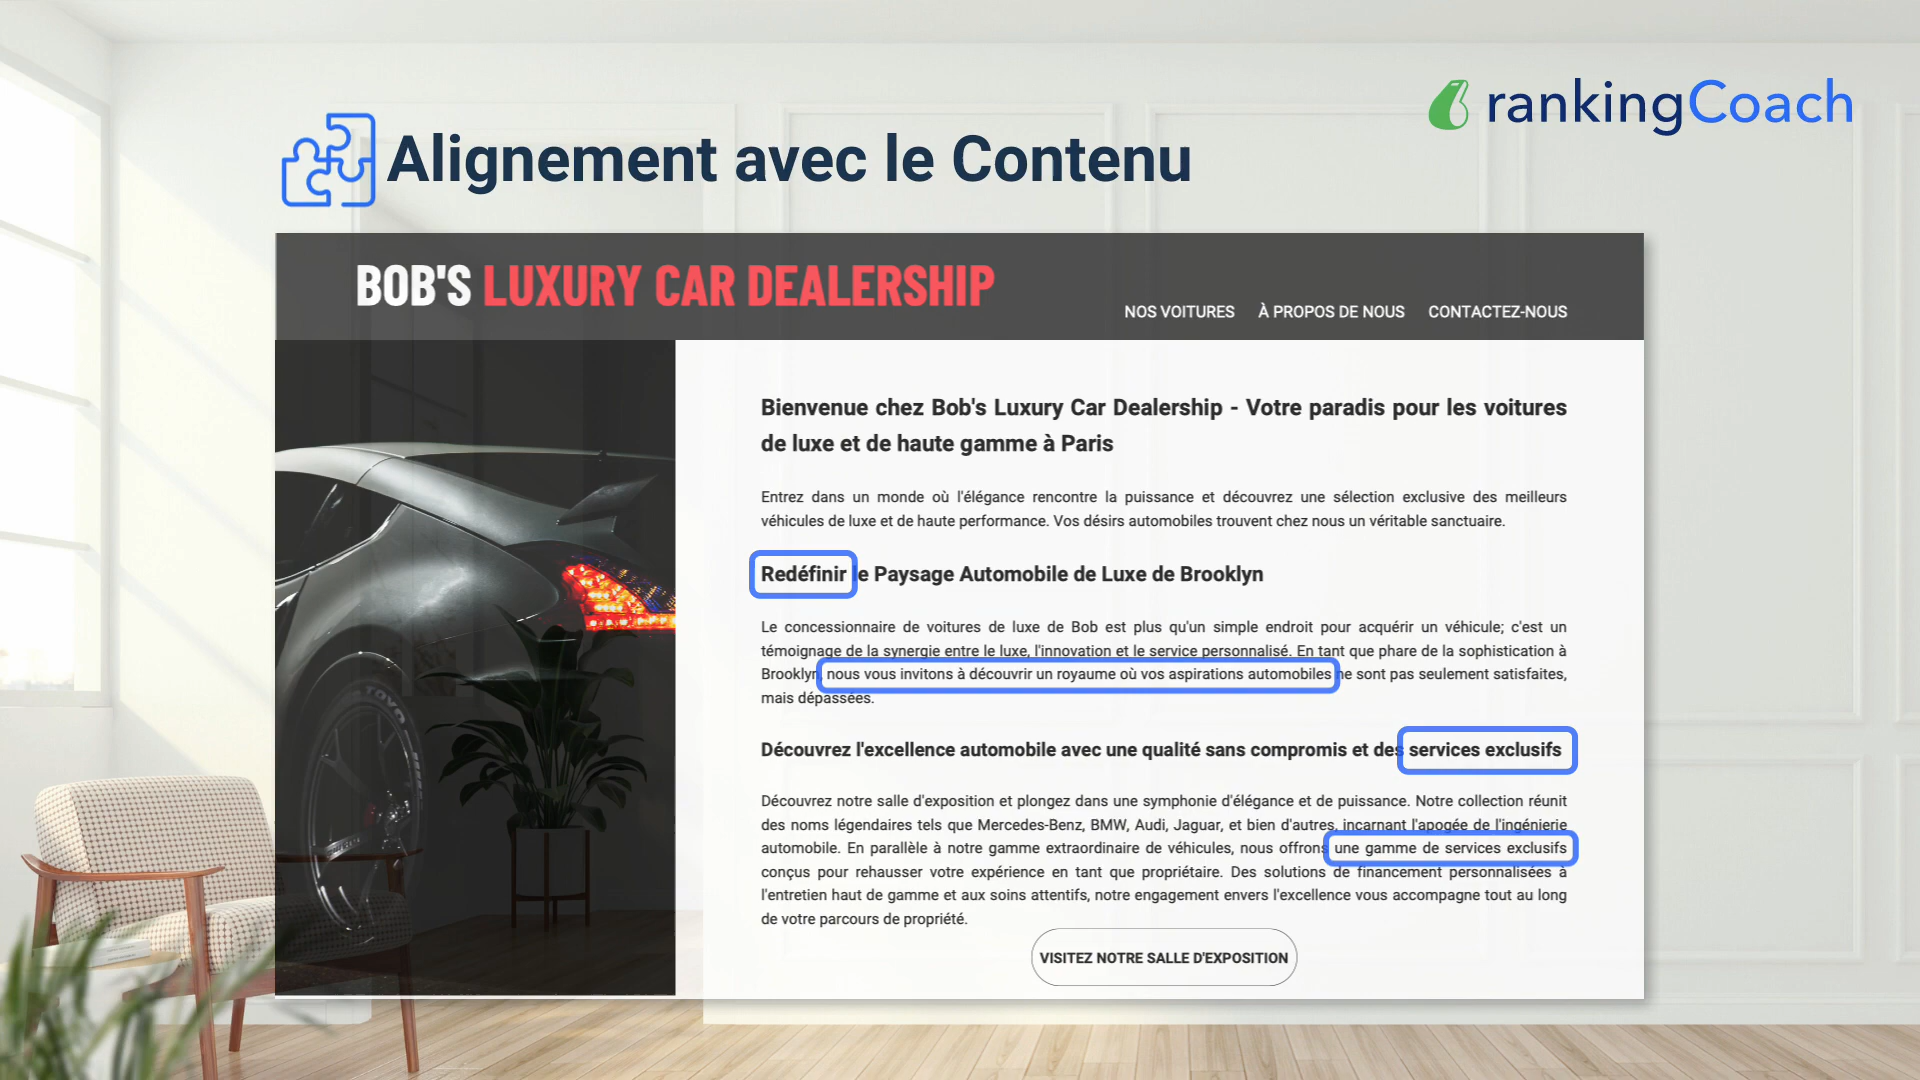 rankingCoach
Alignement avec le Contenu
BOB'S LUXURY CAR DEALERSHIP
NOS VOITURES À PROPOS DE NOUS CONTACTEZ-NOUS
Bienvenue chez Bob's Luxury Car Dealership - Votre paradis pour les voitures
de luxe et de haute gamme à Paris
Entrez dans un monde où l'élégance rencontre la puissance et découvrez une sélection exclusive des meilleurs
véhicules de luxe et de haute performance. Vos désirs automobiles trouvent chez nous un véritable sanctuaire.
Redéfinir le Paysage Automobile de Luxe de Brooklyn
Le concessionnaire de voitures de luxe de Bob est plus qu'un simple endroit pour acquérir un véhicule; c'est un
témoignage de la synergie entre le luxe, l'innovation et le service personnalisé. En tant que phare de la sophistication à
Brooklyn, nous vous invitons à découvrir un royaume où vos aspirations automobiles ne sont pas seulement satisfaites,
mais dépassées.
Découvrez l'excellence automobile avec une qualité sans compromis et des services exclusifs
Découvrez notre salle d'exposition et plongez dans une symphonie d'élégance et de puissance. Notre collection réunit
des noms légendaires tels que Mercedes-Benz, BMW, Audi, Jaguar, et bien d'autres, incarnant l'apogée de l'ingénierie
automobile. En parallèle à notre gamme extraordinaire de véhicules, nous offrons une gamme de services exclusifs
conçus pour rehausser votre expérience en tant que propriétaire. Des solutions de financement personnalisées à
l'entretien haut de gamme et aux soins attentifs, notre engagement envers l'excellence vous accompagne tout au long
de votre parcours de propriété.
VISITEZ NOTRE SALLE D'EXPOSITION
TOYO